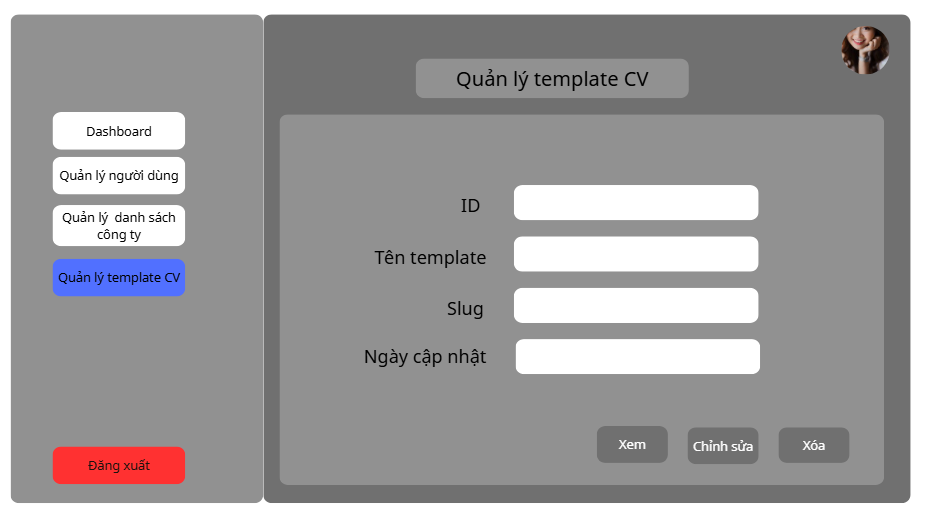 Quản lý template CV
Dashboard
Quản lý người dùng
Quản lý danh sách
công ty
Quản lý template CV
Đăng xuất
ID
Tên template
Slug
Ngày cập nhật
Xem
Chỉnh sửa
Xóa